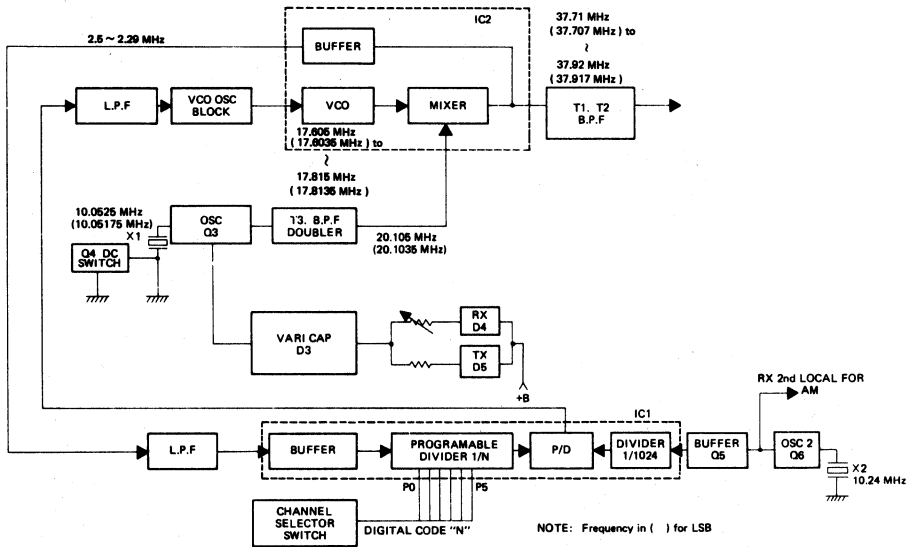 IC2
37.71 MHz
(37.707 MHz) to
~
37.92 MHz
(37.917 MHz)
2.5 ~ 2.29 MHz
BUFFER
L.P.F
VCO OSC
BLOCK
VCO
MIXER
T1. T2
B.P.F
17.605 MHz
(17.6035 MHz) to
~
17.815 MHz
(17.8135 MHz)
10.0525 MHz
(10.05175 MHz)
X1
OSC
Q3
T3. B.P.F
DOUBLER
20.105 MHz
(20.1035 MHz)
Q4 DC
SWITCH
VARI CAP
D3
RX
D4
TX
D5
+B
RX 2nd LOCAL FOR
AM
IC1
L.P.F
BUFFER
PROGRAMABLE
DIVIDER 1/N
P/D
DIVIDER
1/1024
BUFFER
Q5
OSC 2
Q6
X2
10.24 MHz
P0
P5
CHANNEL
SELECTOR
SWITCH
DIGITAL CODE "N"
NOTE: Frequency in ( ) for LSB